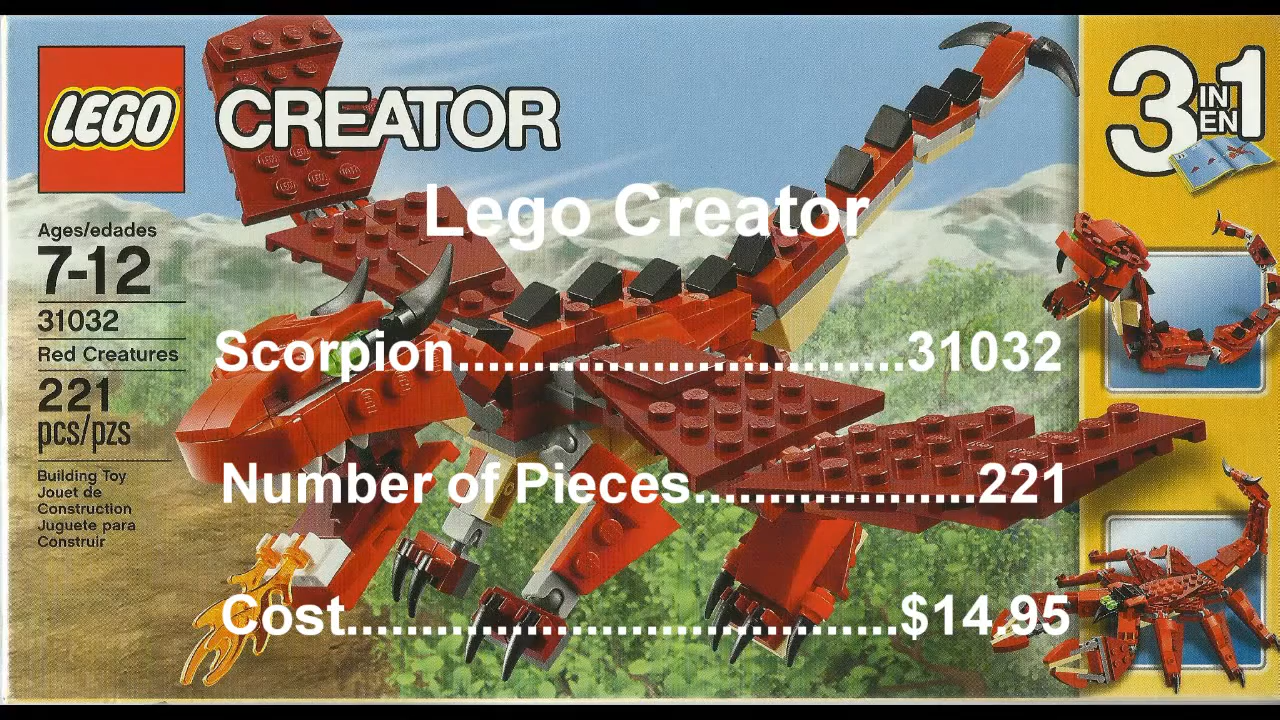 LEGO
CREATOR
3 IN 1
EN
Ages/edades
7-12
31032
Red Creatures
221
pcs/pzs
Building Toy
Jouet de
Construction
Juguete para
Construir
Lego Creator
Scorpion..............................31032
Number of Pieces...................221
Cost.....................................$14.95